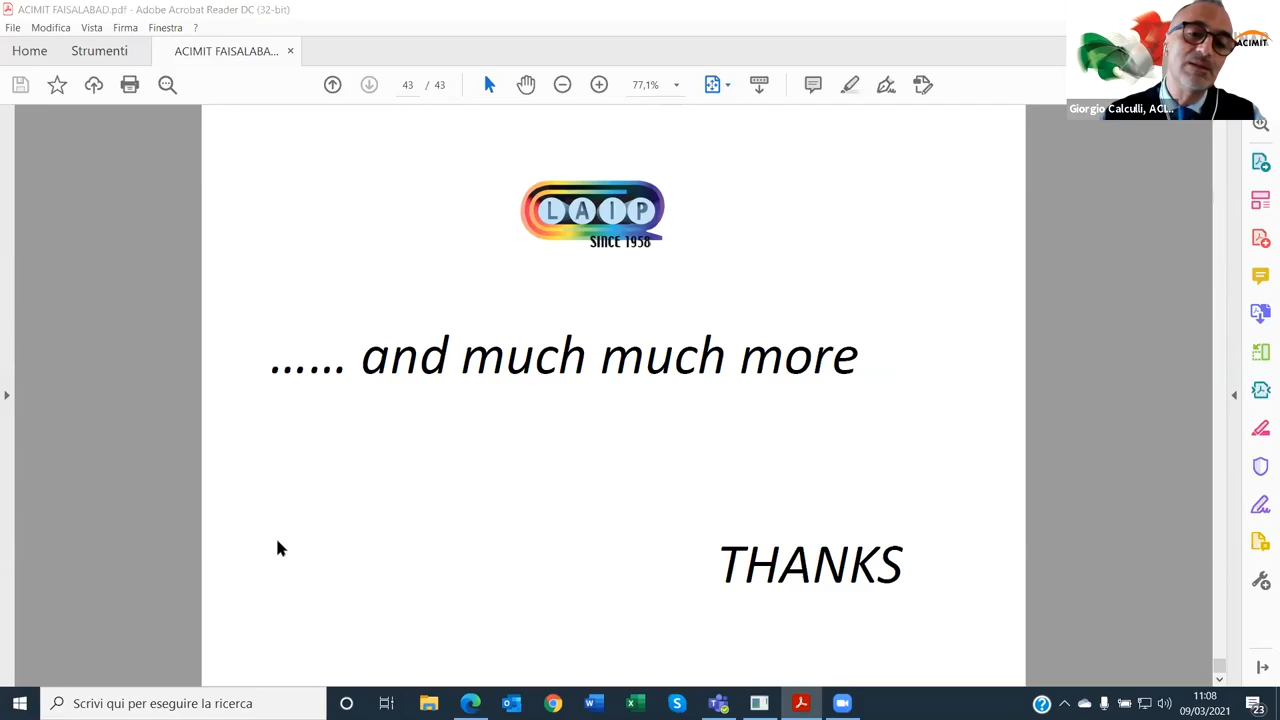 ACIMIT FAISALABAD.pdf - Adobe Acrobat Reader DC (32-bit)
File Modifica Vista Firma Finestra ?
Home Strumenti ACIMIT FAISALABA... ×
43 / 43 77,1%
ACIMIT
Giorgio Calculli, ACI...
LAIP
SINCE 1958
...... and much much more
THANKS
Scrivi qui per eseguire la ricerca
11:08
09/03/2021
23